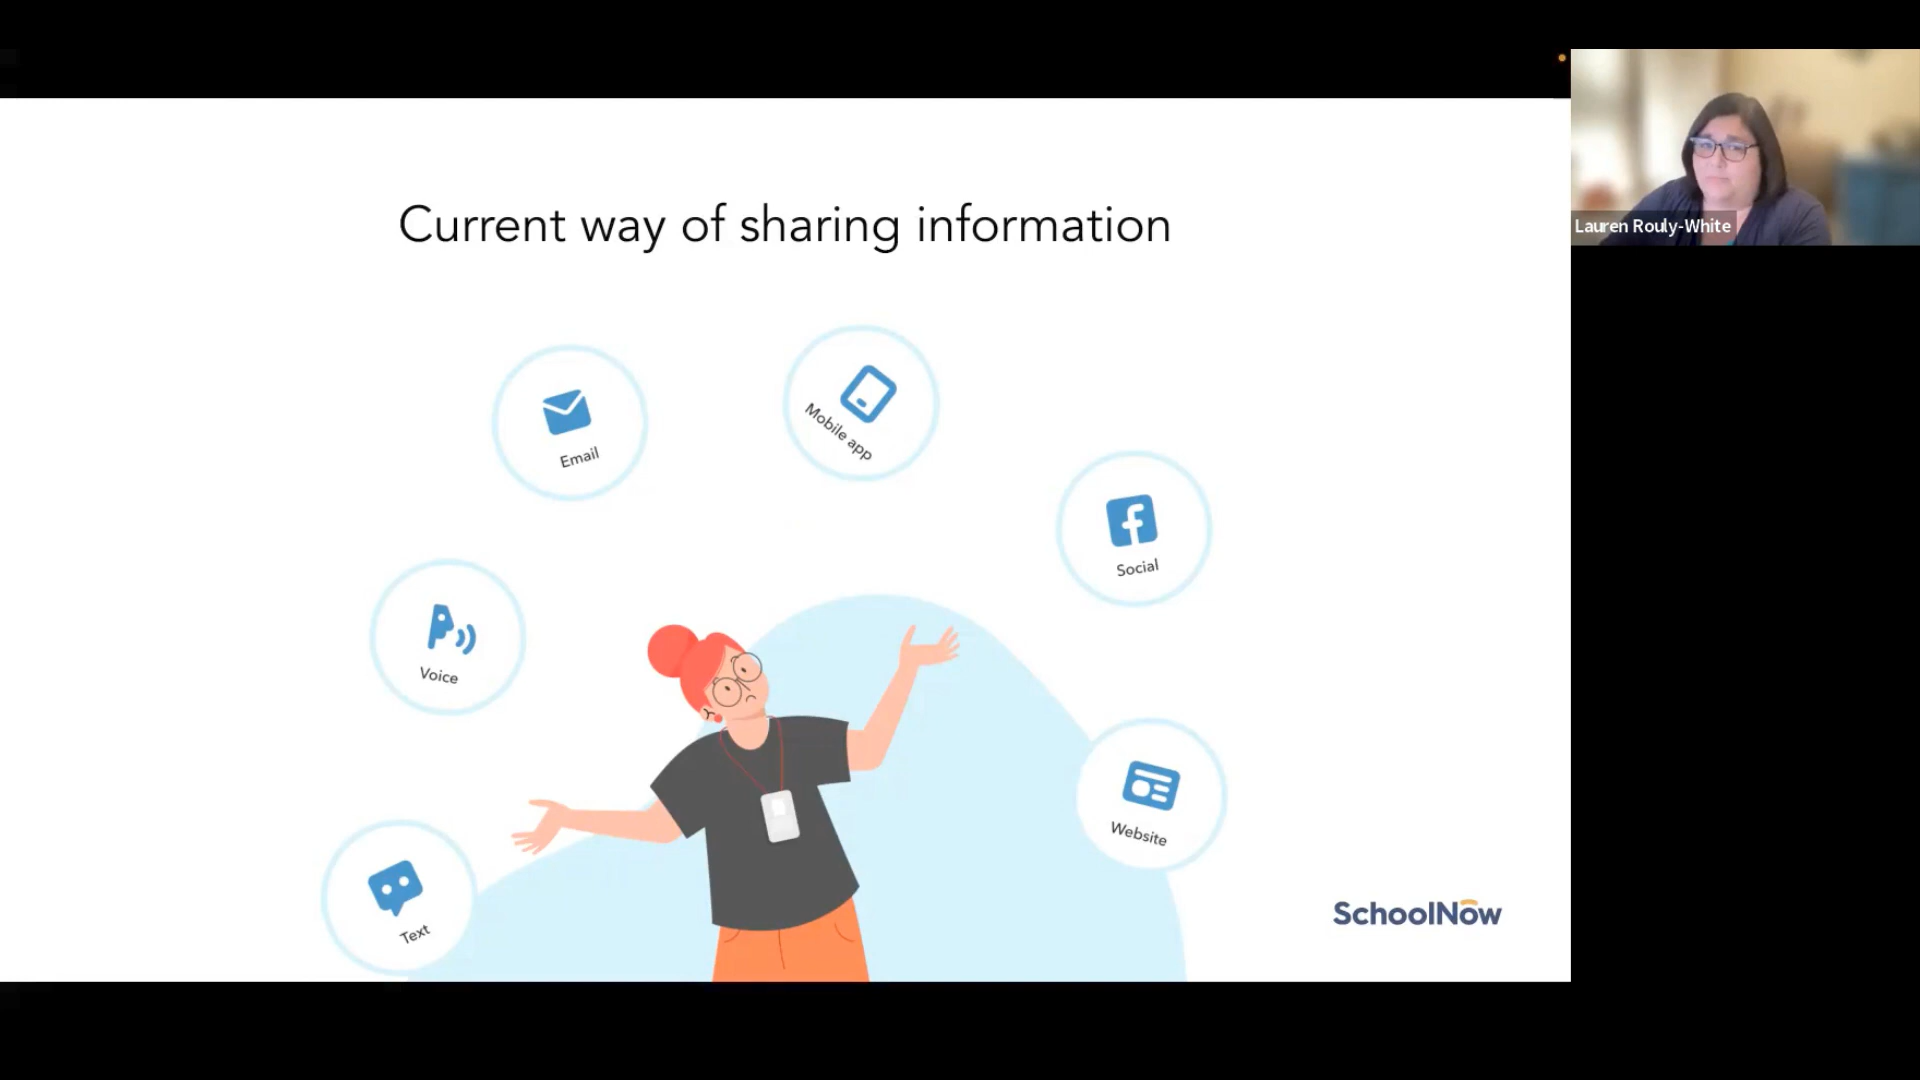 Current way of sharing information
Lauren Rouly-White
Email
Mobile app
Social
Voice
Website
Text
SchoolNow